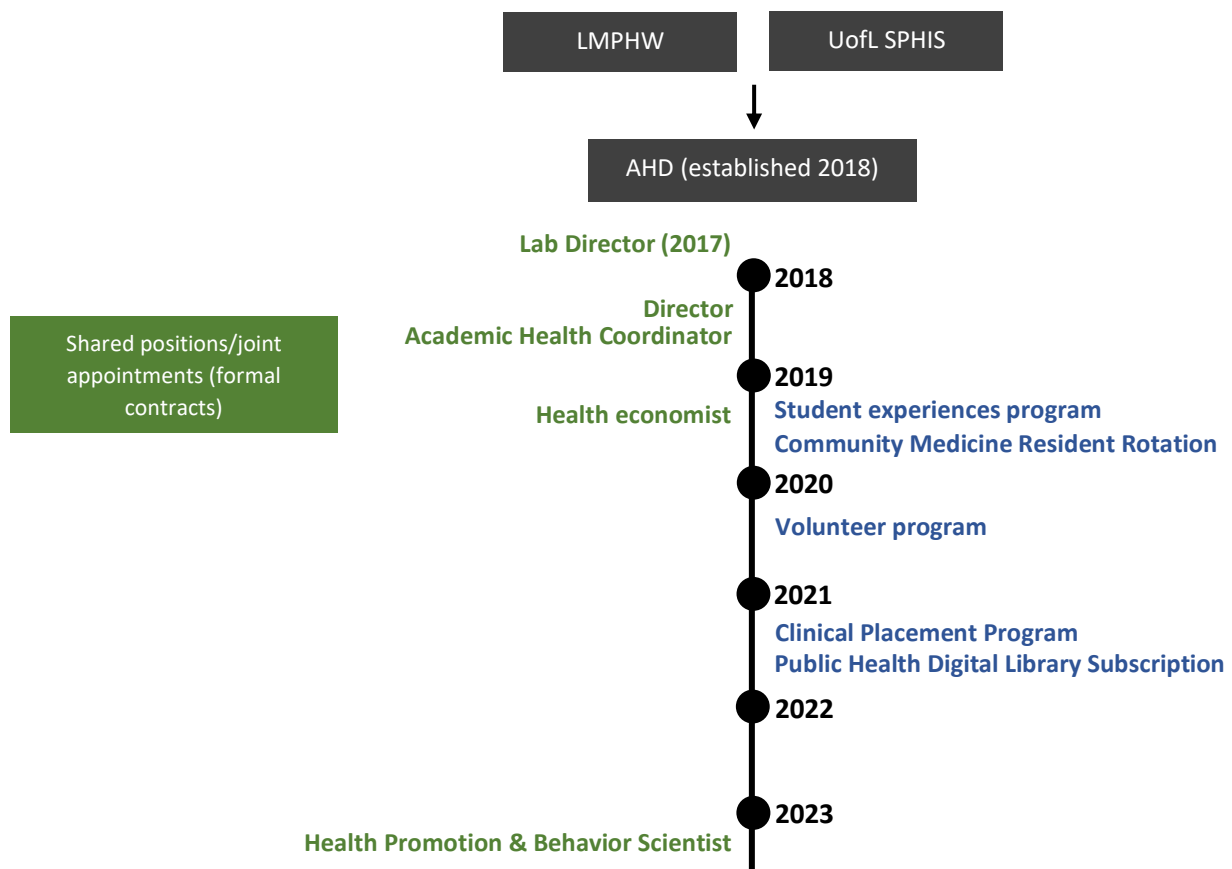 LMPHW
UofL SPHIS
AHD (established 2018)
Lab Director (2017)
2018
Director
Academic Health Coordinator
Shared positions/joint
appointments (formal
contracts)
2019
Health economist
Student experiences program
Community Medicine Resident Rotation
2020
Volunteer program
2021
Clinical Placement Program
Public Health Digital Library Subscription
2022
2023
Health Promotion & Behavior Scientist